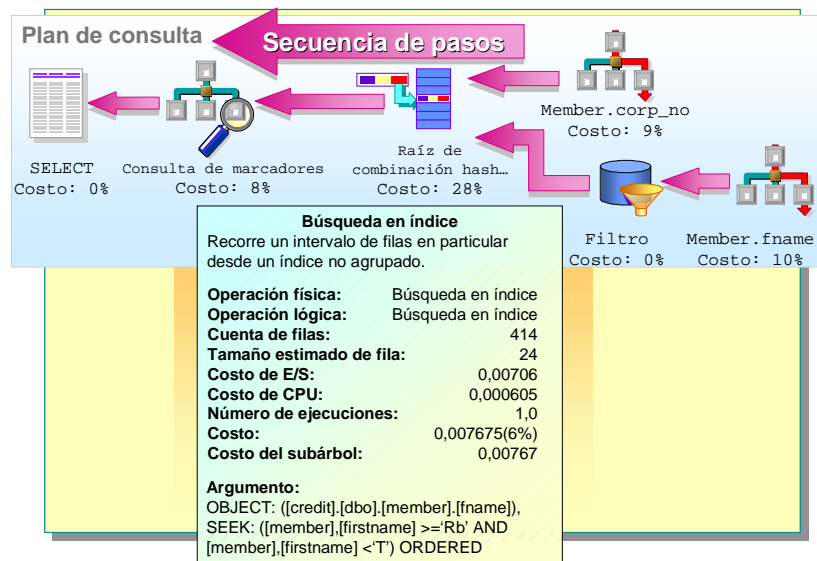 Plan de consulta
Secuencia de pasos
Member.corp_no
Costo: 9%
SELECT
Costo: 0%
Consulta de marcadores
Costo: 8%
Raíz de
combinación hash…
Costo: 28%
Filtro
Costo: 0%
Member.fname
Costo: 10%
Búsqueda en índice
Recorre un intervalo de filas en particular
desde un índice no agrupado.
Operación física: Búsqueda en índice
Operación lógica: Búsqueda en índice
Cuenta de filas: 414
Tamaño estimado de fila: 24
Costo de E/S: 0,00706
Costo de CPU: 0,000605
Número de ejecuciones: 1,0
Costo: 0,007675(6%)
Costo del subárbol: 0,00767
Argumento:
OBJECT: ([credit].[dbo].[member].[fname]),
SEEK: ([member],[firstname] >=‘Rb’ AND
[member],[firstname] <‘T’) ORDERED